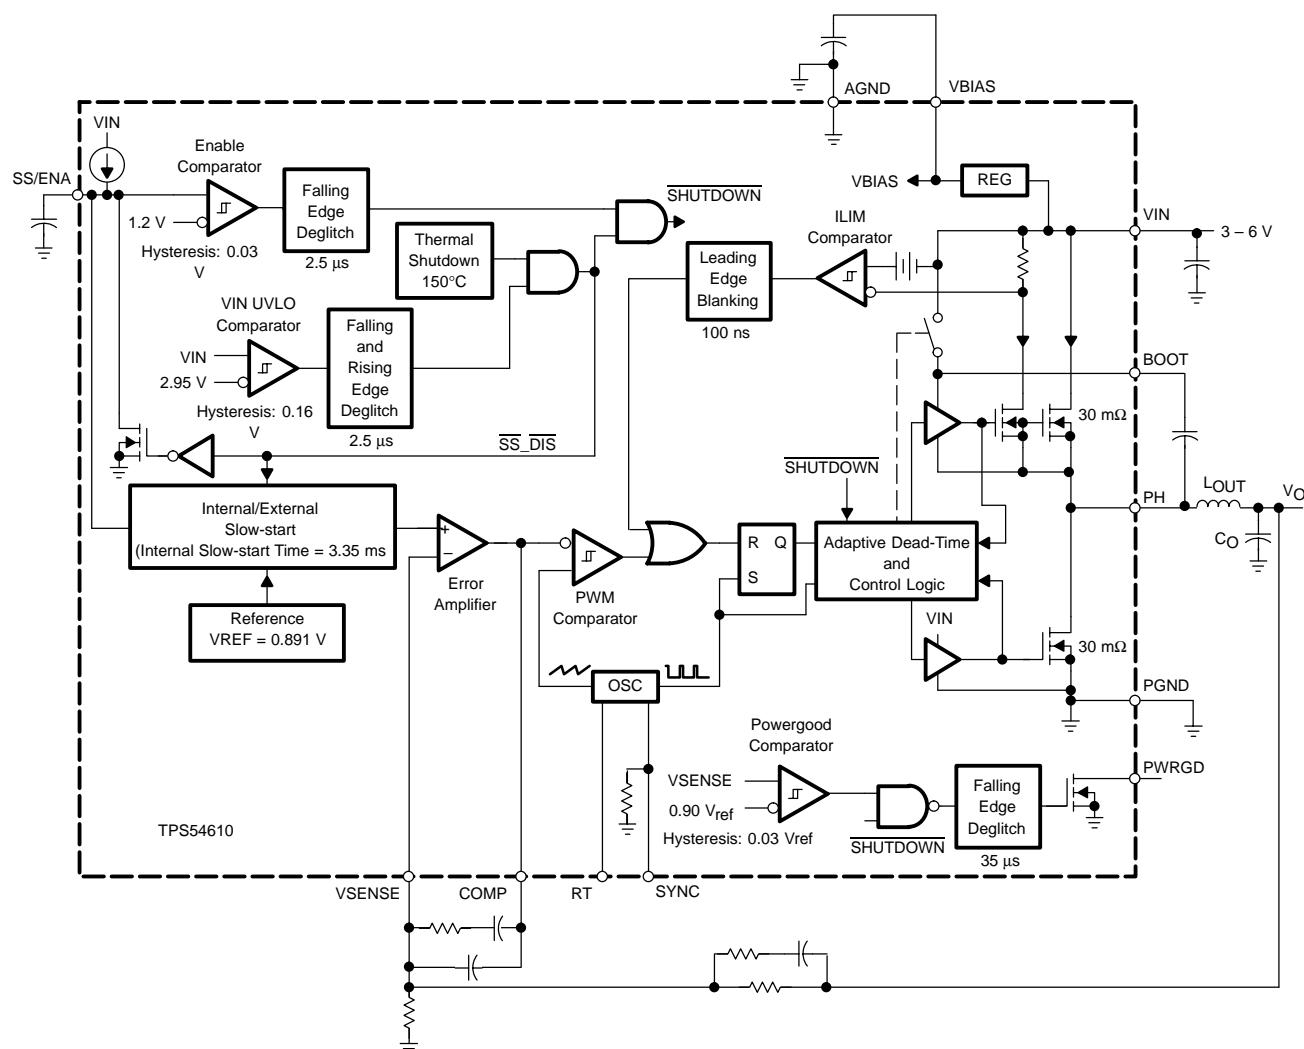 AGND
VBIAS
VIN
Enable
Comparator
SS/ENA
1.2 V
Hysteresis: 0.03
V
Falling
Edge
Deglitch
2.5 µs
SHUTDOWN
Thermal
Shutdown
150°C
VIN UVLO
Comparator
VIN
2.95 V
Hysteresis: 0.16
V
Falling
and
Rising
Edge
Deglitch
2.5 µs
SS_DIS
VBIAS
REG
VIN
3 – 6 V
ILIM
Comparator
Leading
Edge
Blanking
100 ns
BOOT
30 mΩ
SHUTDOWN
Internal/External
Slow-start
(Internal Slow-start Time = 3.35 ms
Reference
VREF = 0.891 V
+
−
Error
Amplifier
PWM
Comparator
R Q
S
Adaptive Dead-Time
and
Control Logic
PH
LOUT
VO
CO
VIN
30 mΩ
OSC
PGND
Powergood
Comparator
VSENSE
0.90 Vref
Hysteresis: 0.03 Vref
SHUTDOWN
Falling
Edge
Deglitch
35 µs
PWRGD
TPS54610
VSENSE
COMP
RT
SYNC